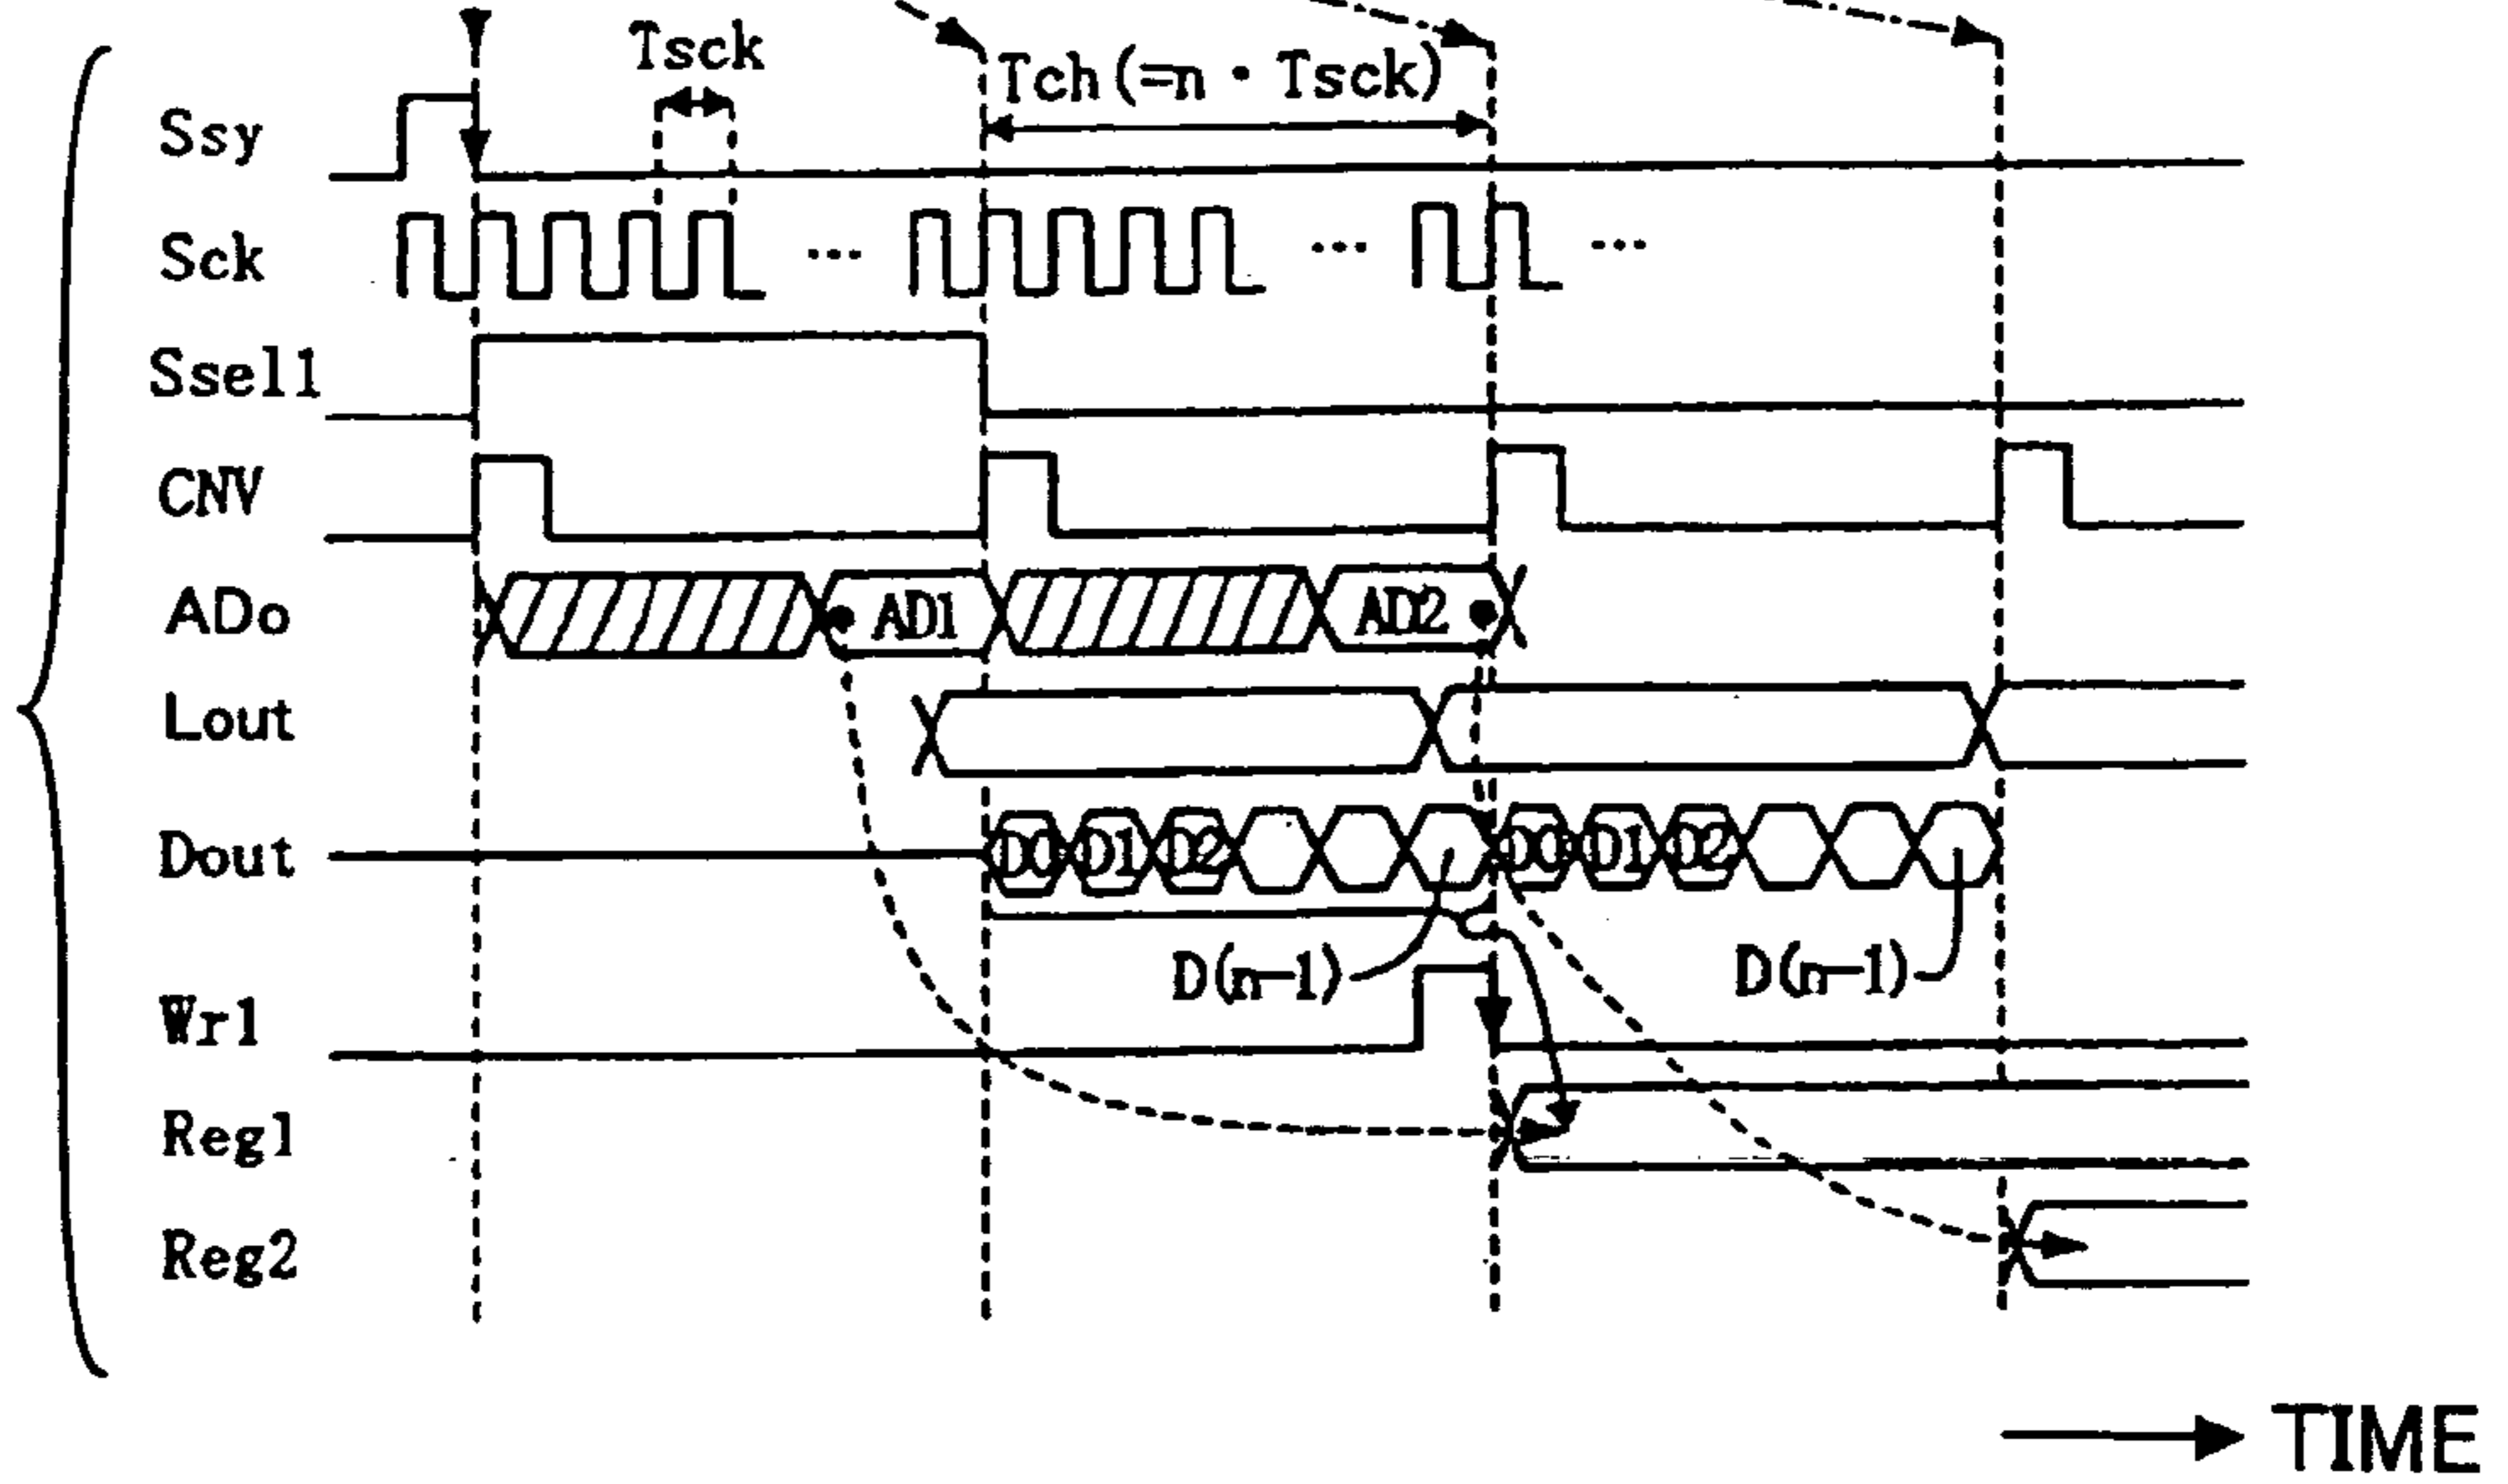 Tsck
Tch(=n・Tsck)
Ssy
Sck
...
...
...
Ssel1
CNV
ADo
AD1
AD2
Lout
Dout
D0 D1 D2
D0 D1 D2
D(n-1)
D(n-1)
Wr1
Reg1
Reg2
TIME